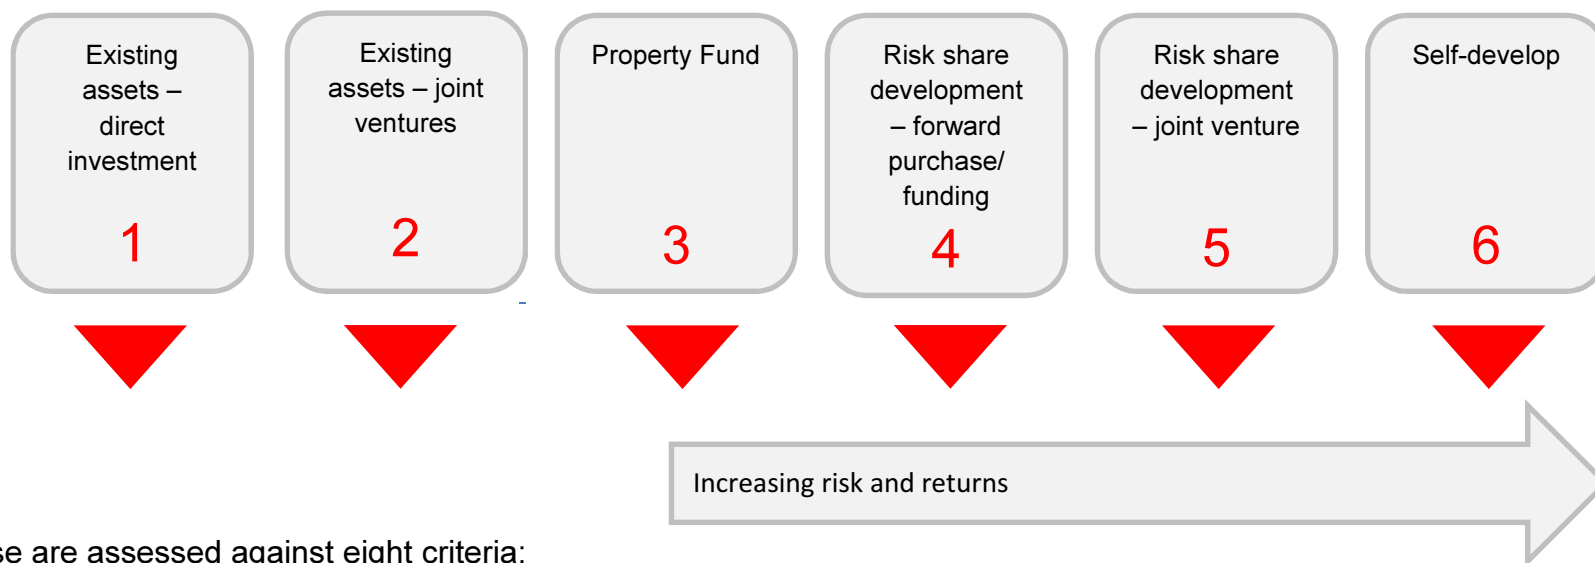 Existing
assets –
direct
investment
1
Existing
assets – joint
ventures
2
Property Fund
3
Risk share
development
– forward
purchase/
funding
4
Risk share
development
– joint venture
5
Self-develop
6
Increasing risk and returns
se are assessed against eight criteria: